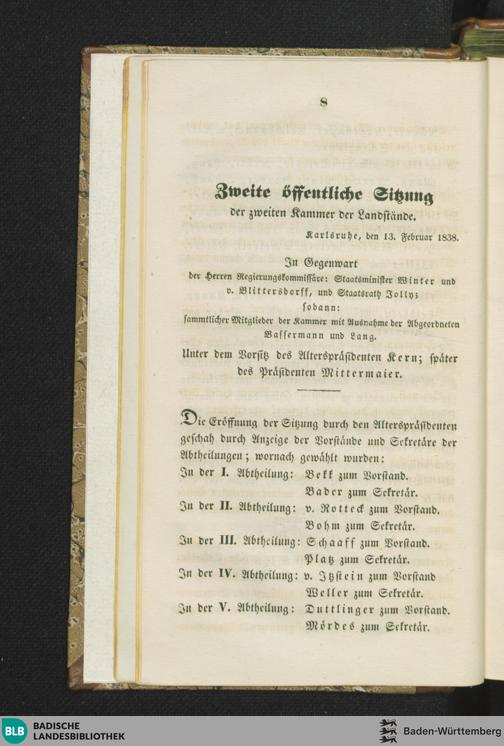 8
Zweite öffentliche Sitzung
der zweiten Kammer der Landstände.
Karlsruhe, den 13. Februar 1838.
In Gegenwart
der Herren Regierungskommissäre: Staatsminister Winter und
v. Blittersdorff, und Staatsrath Jolly;
sodann:
sammtlicher Mitglieder der Kammer mit Ausnahme der Abgeordneten
Bassermann und Lang.
Unter dem Vorsitz des Alterspräsidenten Kern; später
des Präsidenten Mittermaier.
Die Eröffnung der Sitzung durch den Alterspräsidenten
geschah durch Anzeige der Vorstände und Sekretäre der
Abtheilungen; wornach gewählt wurden:
In der I. Abtheilung: Bekk zum Vorstand.
Bader zum Sekretär.
In der II. Abtheilung: v. Rotteck zum Vorstand.
Bohm zum Sekretär.
In der III. Abtheilung: Schaaff zum Vorstand.
Platz zum Sekretär.
In der IV. Abtheilung: v. Itzstein zum Vorstand
Weller zum Sekretär.
In der V. Abtheilung: Duttlinger zum Vorstand.
Mördes zum Sekretär.
BLB BADISCHE
LANDESBIBLIOTHEK
Baden-Württemberg